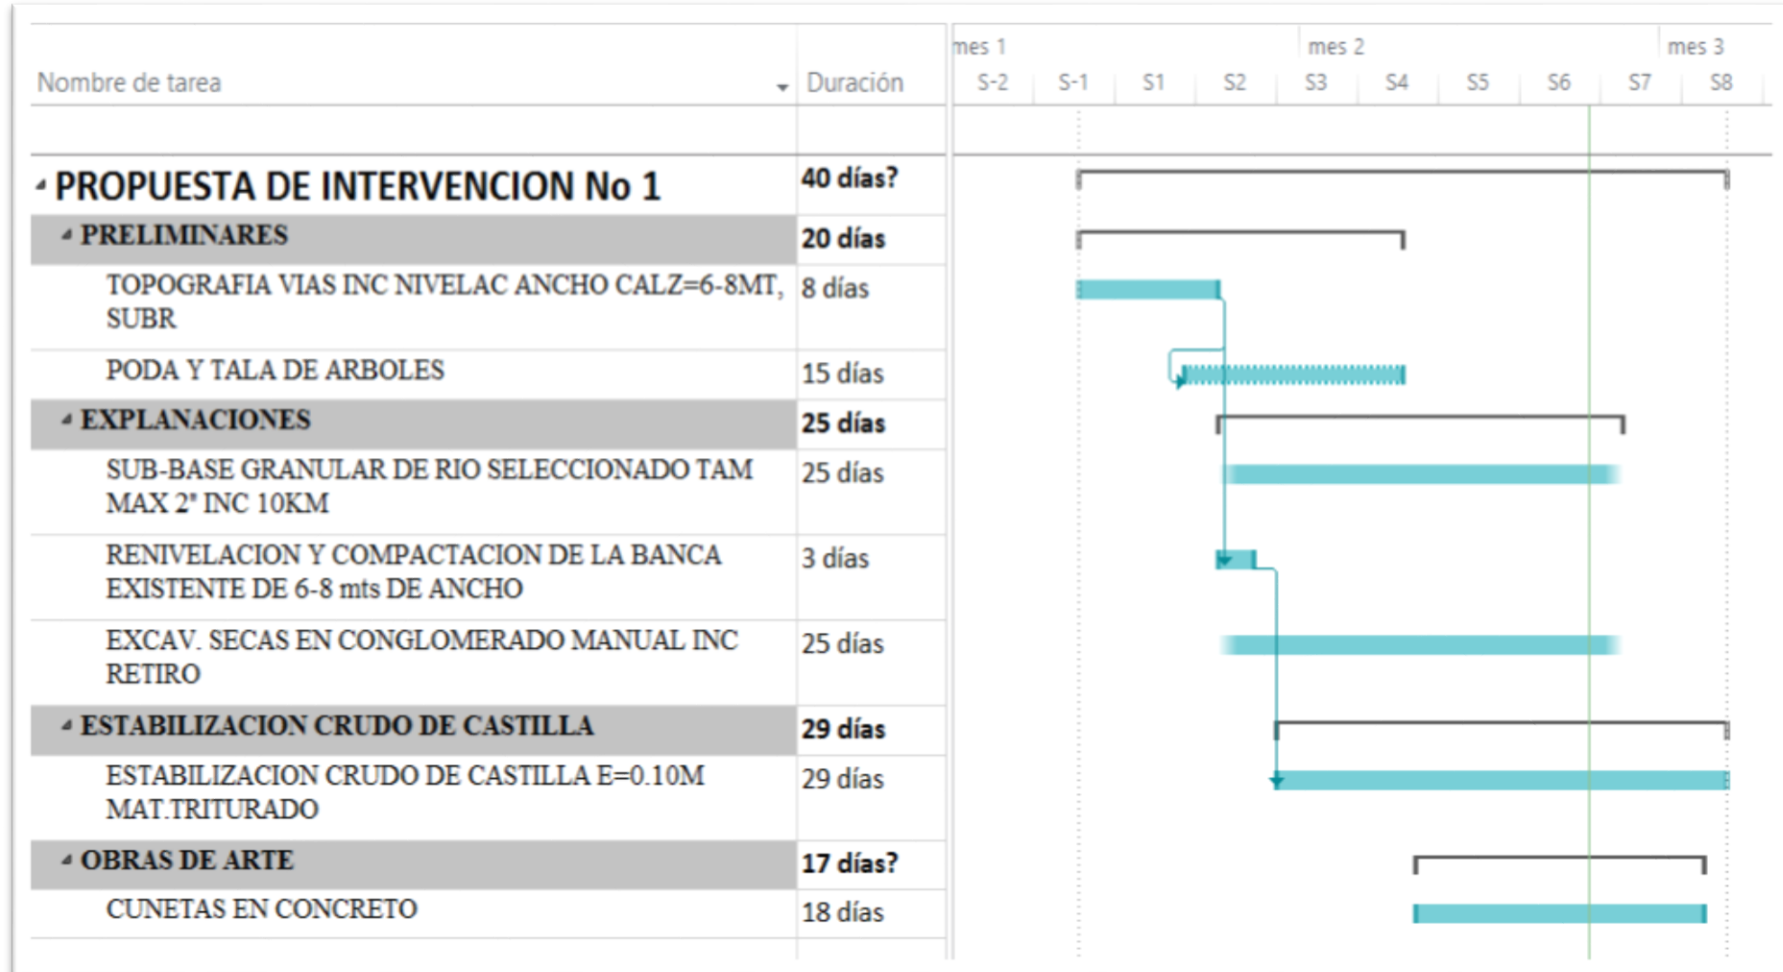 mes 1 mes 2 mes 3
Nombre de tarea Duración S-2 S-1 S1 S2 S3 S4 S5 S6 S7 S8
PROPUESTA DE INTERVENCION No 1 40 días?
PRELIMINARES 20 días
TOPOGRAFIA VIAS INC NIVELAC ANCHO CALZ=6-8MT, 8 días
SUBR
PODA Y TALA DE ARBOLES 15 días
EXPLANACIONES 25 días
SUB-BASE GRANULAR DE RIO SELECCIONADO TAM 25 días
MAX 2" INC 10KM
RENIVELACION Y COMPACTACION DE LA BANCA 3 días
EXISTENTE DE 6-8 mts DE ANCHO
EXCAV. SECAS EN CONGLOMERADO MANUAL INC 25 días
RETIRO
ESTABILIZACION CRUDO DE CASTILLA 29 días
ESTABILIZACION CRUDO DE CASTILLA E=0.10M 29 días
MAT.TRITURADO
OBRAS DE ARTE 17 días?
CUNETAS EN CONCRETO 18 días